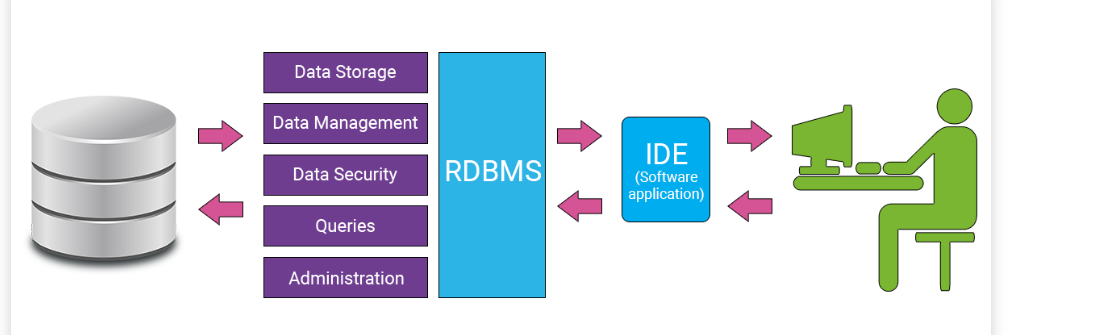 Data Storage
Data Management
Data Security
Queries
Administration
RDBMS
IDE
(Software
application)